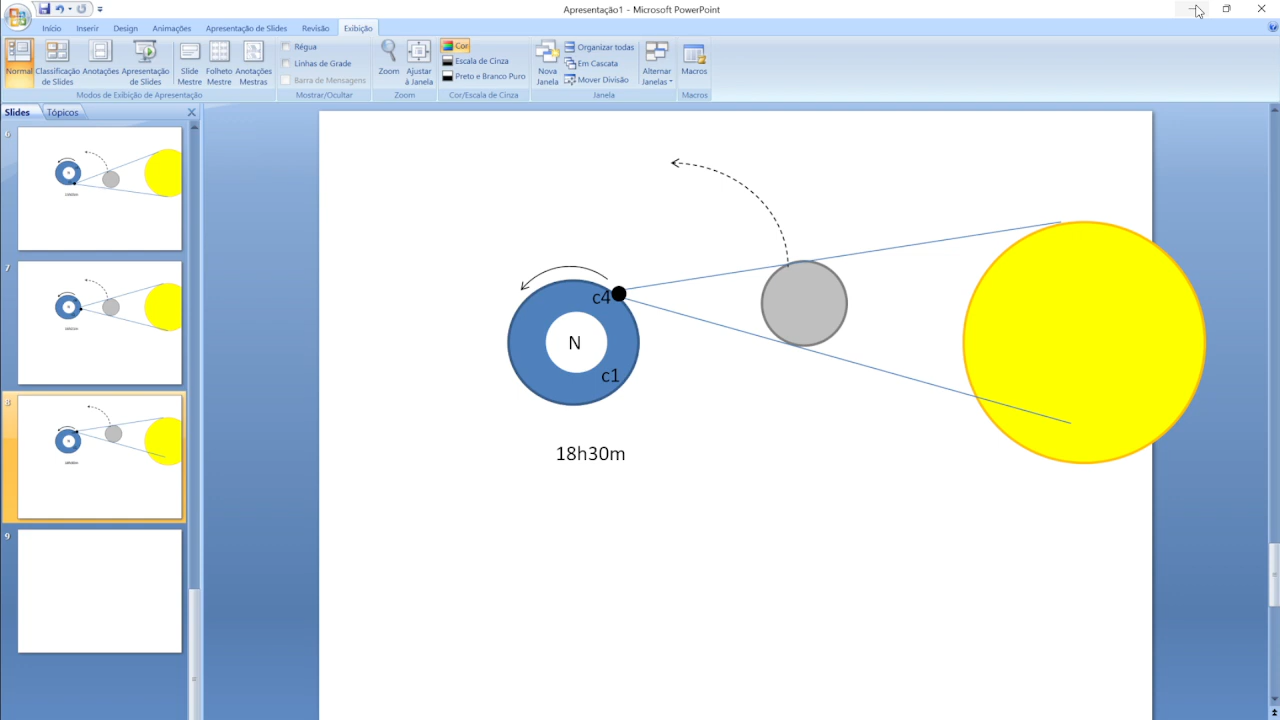 Apresentação1 - Microsoft PowerPoint
Início Inserir Design Animações Apresentação de Slides Revisão Exibição
Normal Classificação de Slides Anotações Apresentação de Slides
Modos de Exibição de Apresentação
Slide Mestre Folheto Mestre Anotações Mestras
Régua
Linhas de Grade
Barra de Mensagens
Mostrar/Ocultar
Zoom Ajustar à Janela
Zoom
Cor
Escala de Cinza
Preto e Branco Puro
Cor/Escala de Cinza
Nova Janela
Organizar todas
Em Cascata
Mover Divisão
Alternar Janelas
Janela
Macros
Macros
Slides Tópicos
6
7
8
9
N
N
N
c4
N
c1
18h30m